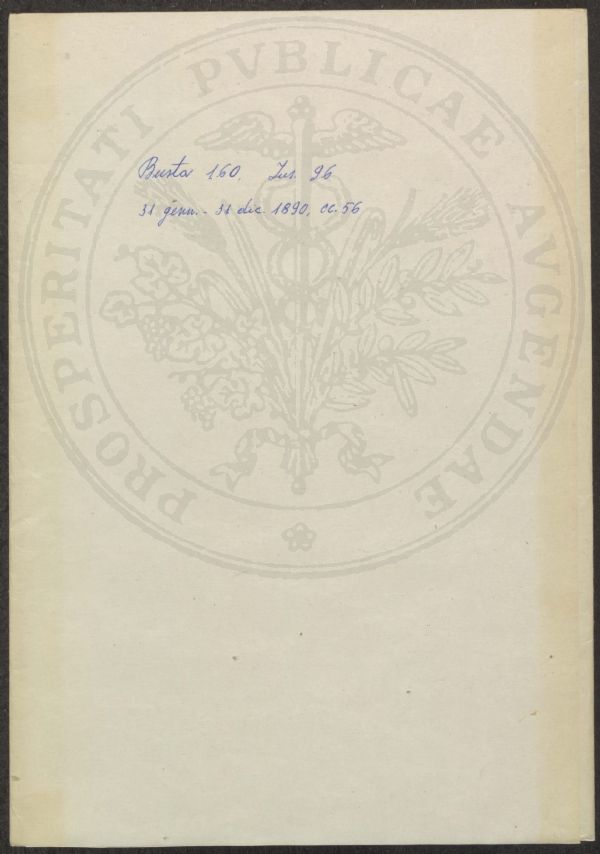 PROSPERITATI PVBLICAE AVGENDAE
Busta 160, Ins. 96
31 genn. - 31 dic. 1890, cc. 56